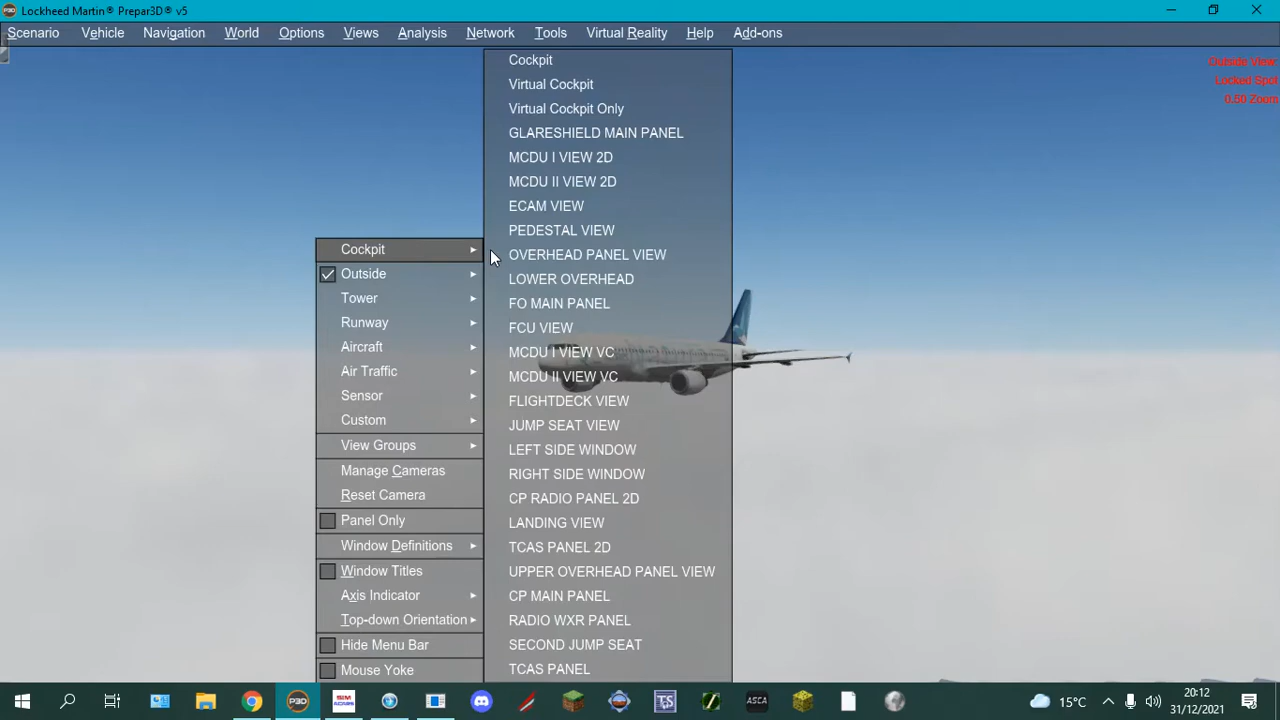 Lockheed Martin® Prepar3D® v5
Scenario Vehicle Navigation World Options Views Analysis Network Tools Virtual Reality Help Add-ons
Outside View
Locked Spot
0.50 Zoom
Cockpit
Outside
Tower
Runway
Aircraft
Air Traffic
Sensor
Custom
View Groups
Manage Cameras
Reset Camera
Panel Only
Window Definitions
Window Titles
Axis Indicator
Top-down Orientation
Hide Menu Bar
Mouse Yoke
Cockpit
Virtual Cockpit
Virtual Cockpit Only
GLARESHIELD MAIN PANEL
MCDU I VIEW 2D
MCDU II VIEW 2D
ECAM VIEW
PEDESTAL VIEW
OVERHEAD PANEL VIEW
LOWER OVERHEAD
FO MAIN PANEL
FCU VIEW
MCDU I VIEW VC
MCDU II VIEW VC
FLIGHTDECK VIEW
JUMP SEAT VIEW
LEFT SIDE WINDOW
RIGHT SIDE WINDOW
CP RADIO PANEL 2D
LANDING VIEW
TCAS PANEL 2D
UPPER OVERHEAD PANEL VIEW
CP MAIN PANEL
RADIO WXR PANEL
SECOND JUMP SEAT
TCAS PANEL
P3D
SIM
TS
ASCA
15°C
20:12
31/12/2021